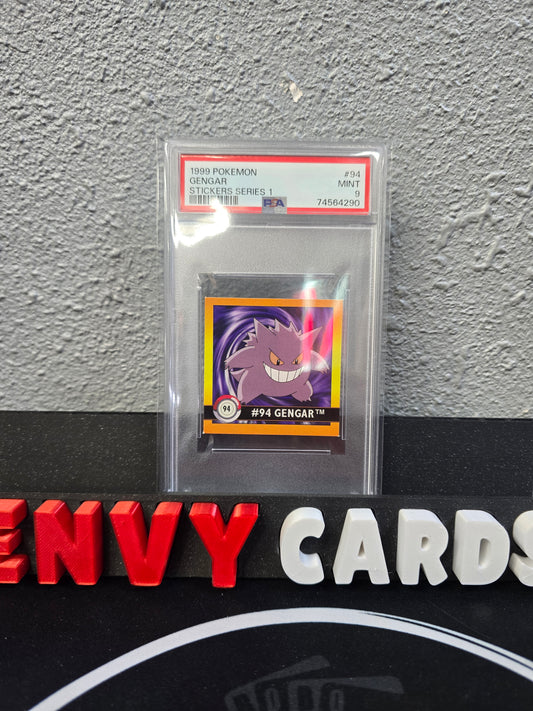 1999 POKEMON #94
GENGAR MINT
STICKERS SERIES 1 9
PSA 74564290
94 #94 GENGAR™
ENVY CARDS